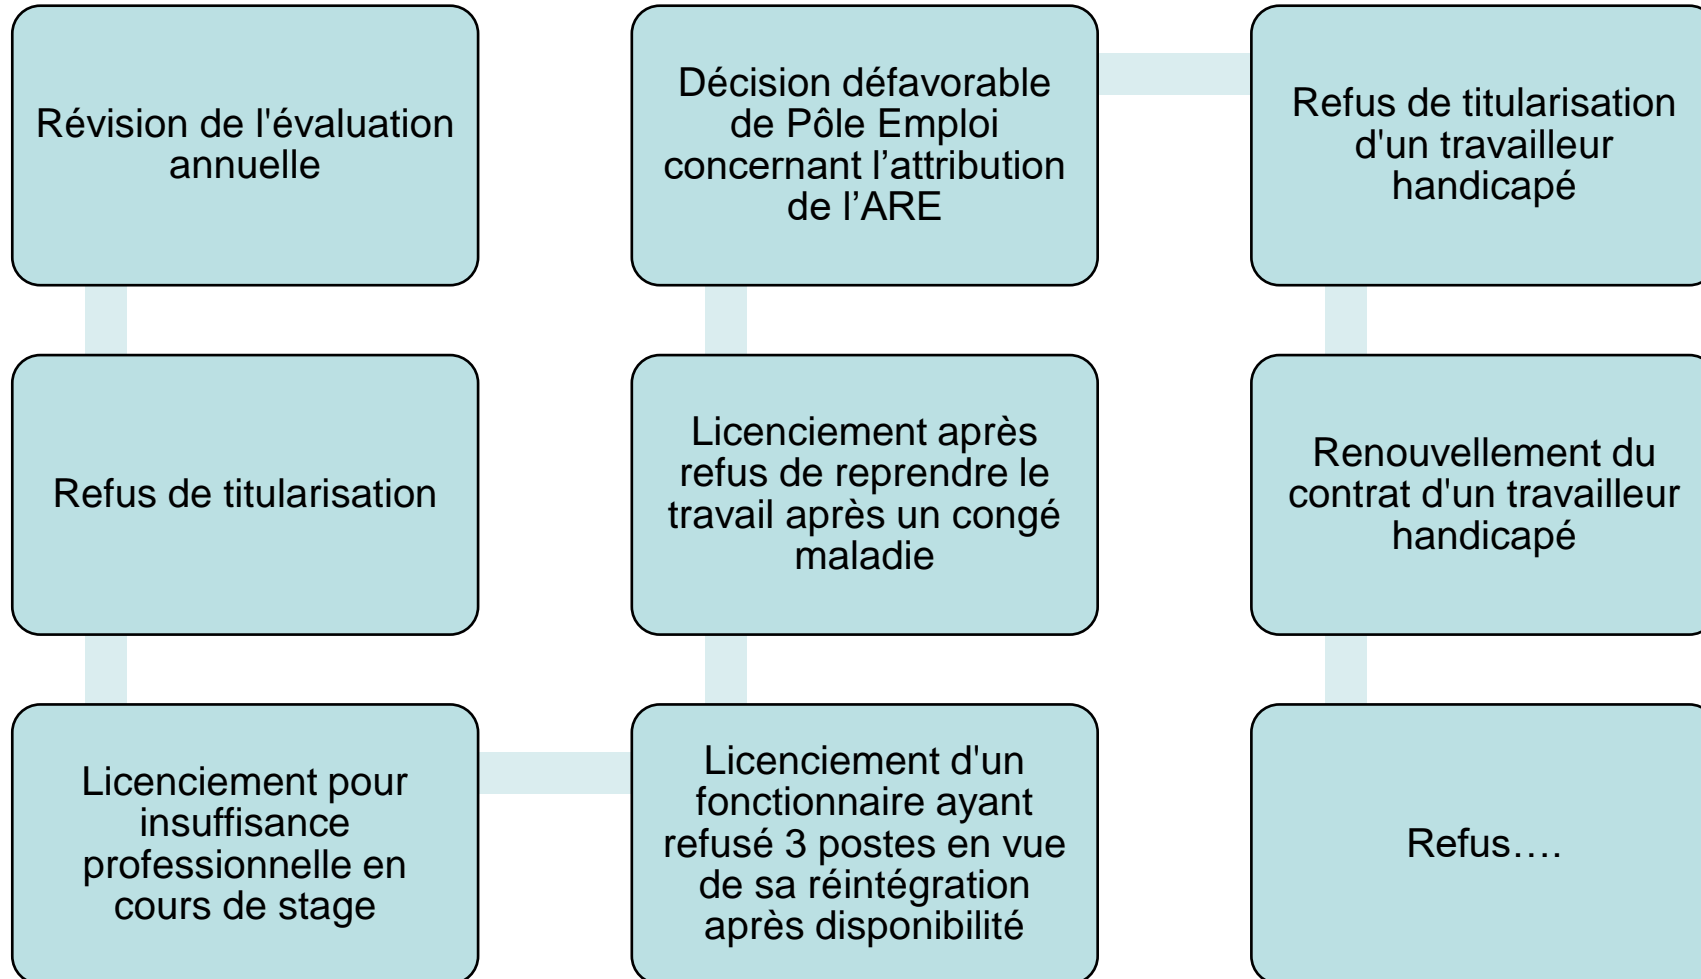 Révision de l'évaluation
annuelle
Refus de titularisation
Licenciement pour
insuffisance
professionnelle en
cours de stage
Licenciement d'un
fonctionnaire ayant
refusé 3 postes en vue
de sa réintégration
après disponibilité
Licenciement après
refus de reprendre le
travail après un congé
maladie
Décision défavorable
de Pôle Emploi
concernant l’attribution
de l’ARE
Refus de titularisation
d'un travailleur
handicapé
Renouvellement du
contrat d'un travailleur
handicapé
Refus….